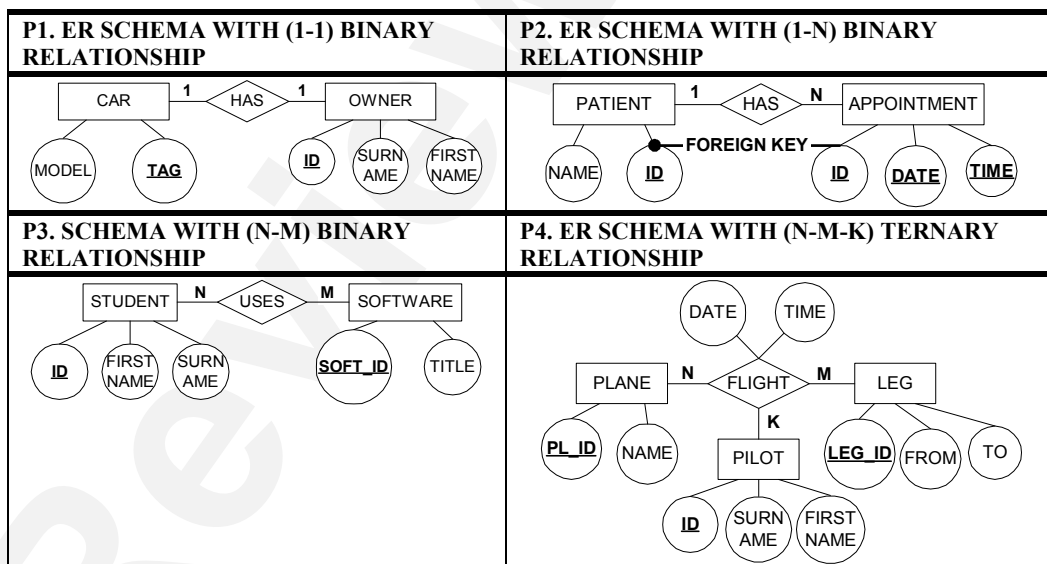 P1. ER SCHEMA WITH (1-1) BINARY
RELATIONSHIP
CAR 1 HAS 1 OWNER
MODEL TAG ID SURN
AME FIRST
NAME
P2. ER SCHEMA WITH (1-N) BINARY
RELATIONSHIP
PATIENT 1 HAS N APPOINTMENT
FOREIGN KEY
NAME ID ID DATE TIME
P3. SCHEMA WITH (N-M) BINARY
RELATIONSHIP
STUDENT N USES M SOFTWARE
ID FIRST
NAME SURN
AME SOFT_ID TITLE
P4. ER SCHEMA WITH (N-M-K) TERNARY
RELATIONSHIP
DATE TIME
PLANE N FLIGHT M LEG
K
PL_ID NAME PILOT LEG_ID FROM TO
ID SURN
AME FIRST
NAME